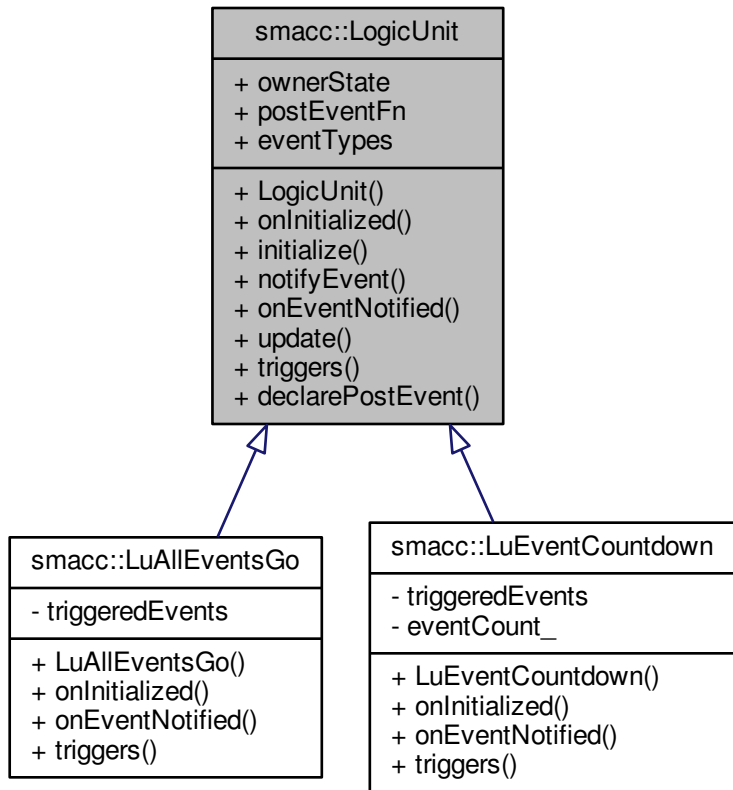 smacc::LogicUnit
+ ownerState
+ postEventFn
+ eventTypes
+ LogicUnit()
+ onInitialized()
+ initialize()
+ notifyEvent()
+ onEventNotified()
+ update()
+ triggers()
+ declarePostEvent()
smacc::LuAllEventsGo
- triggeredEvents
+ LuAllEventsGo()
+ onInitialized()
+ onEventNotified()
+ triggers()
smacc::LuEventCountdown
- triggeredEvents
- eventCount_
+ LuEventCountdown()
+ onInitialized()
+ onEventNotified()
+ triggers()